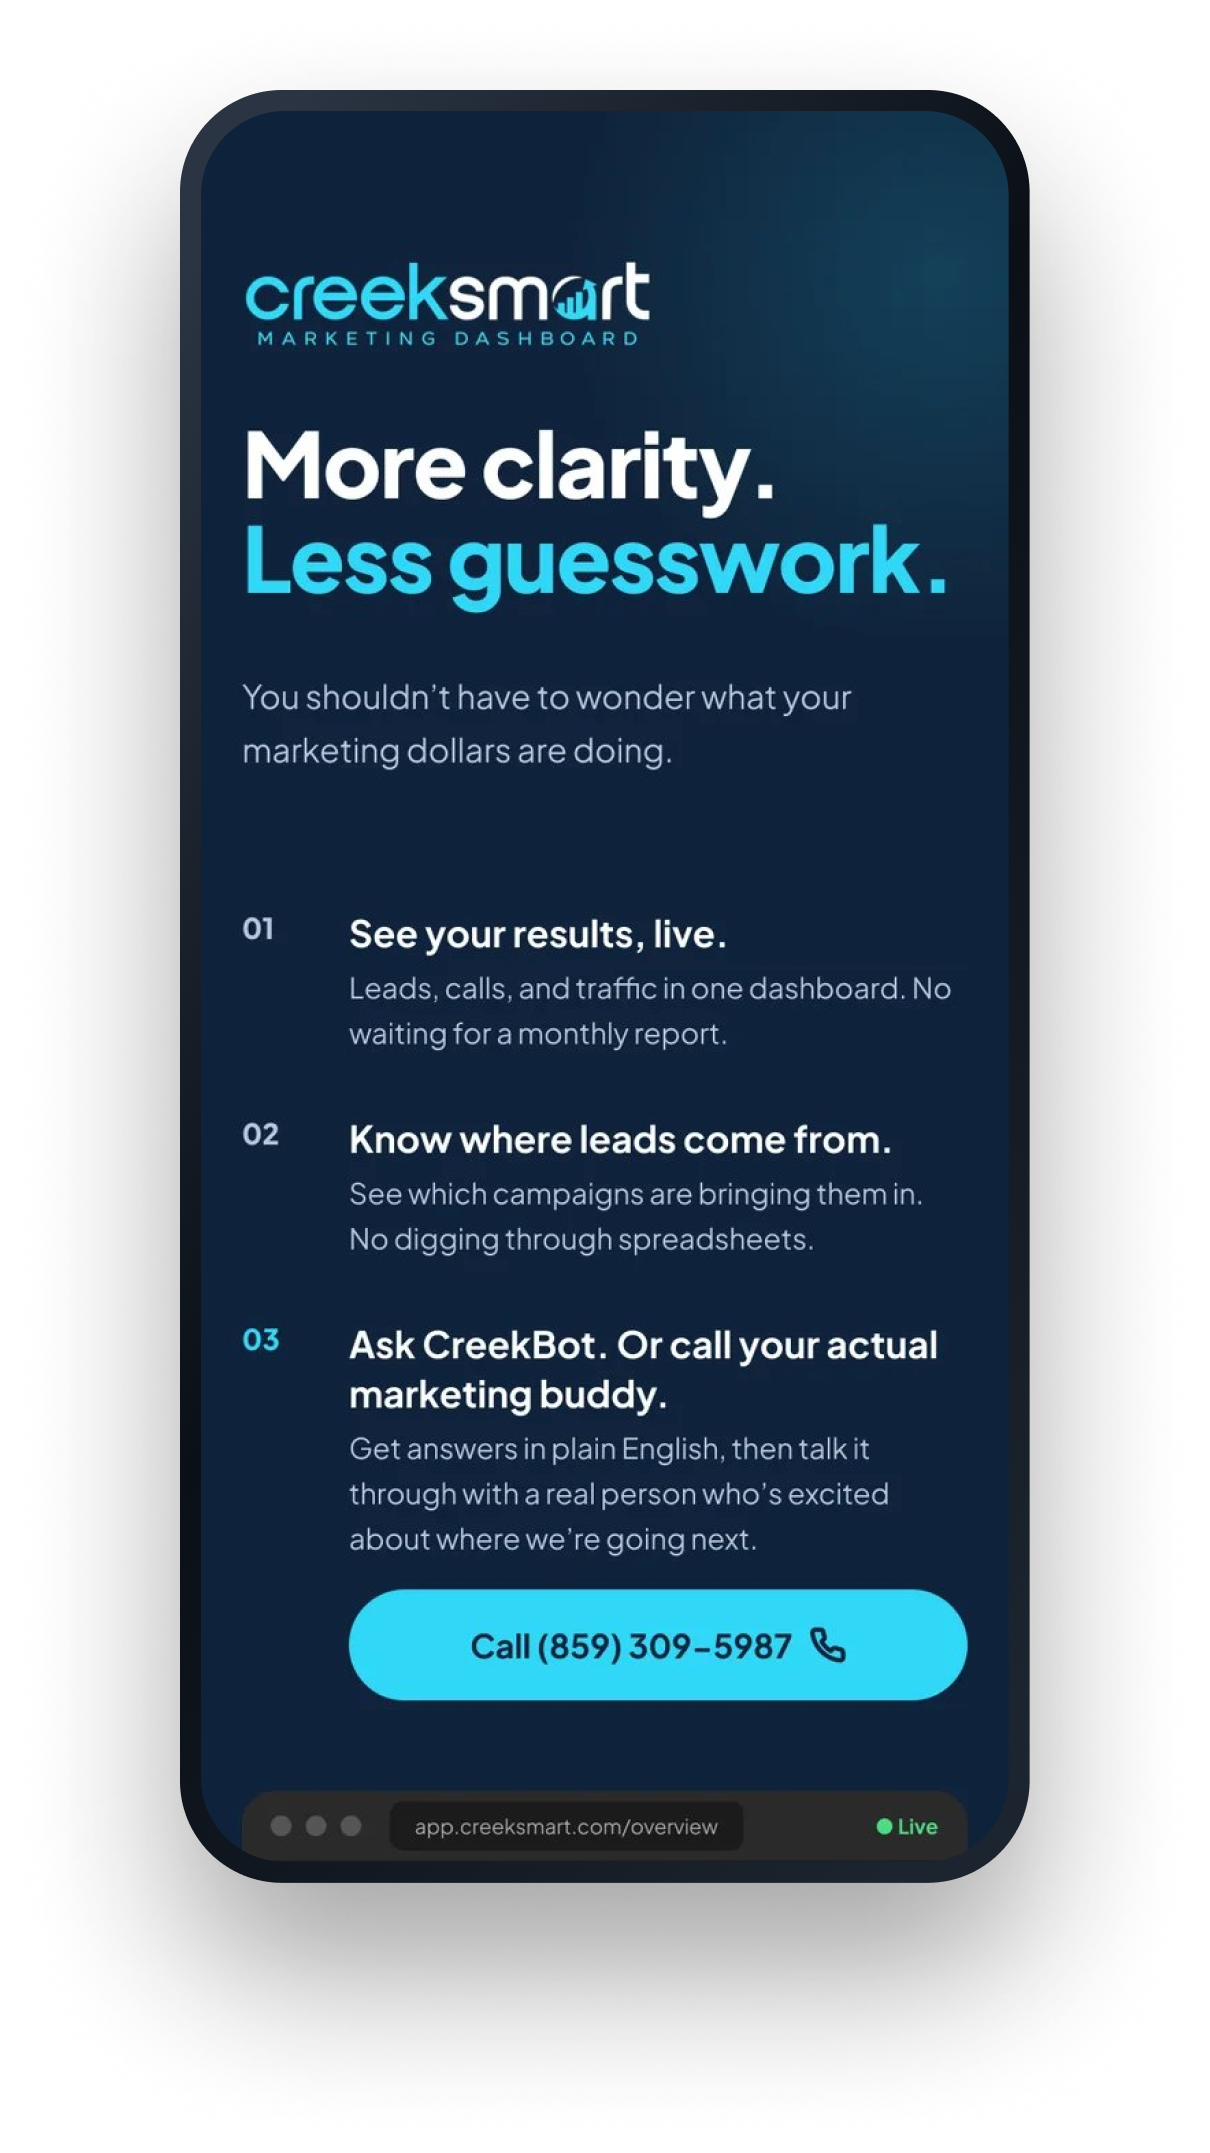 creeksmart
MARKETING DASHBOARD
More clarity.
Less guesswork.
You shouldn’t have to wonder what your
marketing dollars are doing.
01
See your results, live.
Leads, calls, and traffic in one dashboard. No
waiting for a monthly report.
02
Know where leads come from.
See which campaigns are bringing them in.
No digging through spreadsheets.
03
Ask CreekBot. Or call your actual
marketing buddy.
Get answers in plain English, then talk it
through with a real person who’s excited
about where we’re going next.
Call (859) 309–5987
app.creeksmart.com/overview
Live